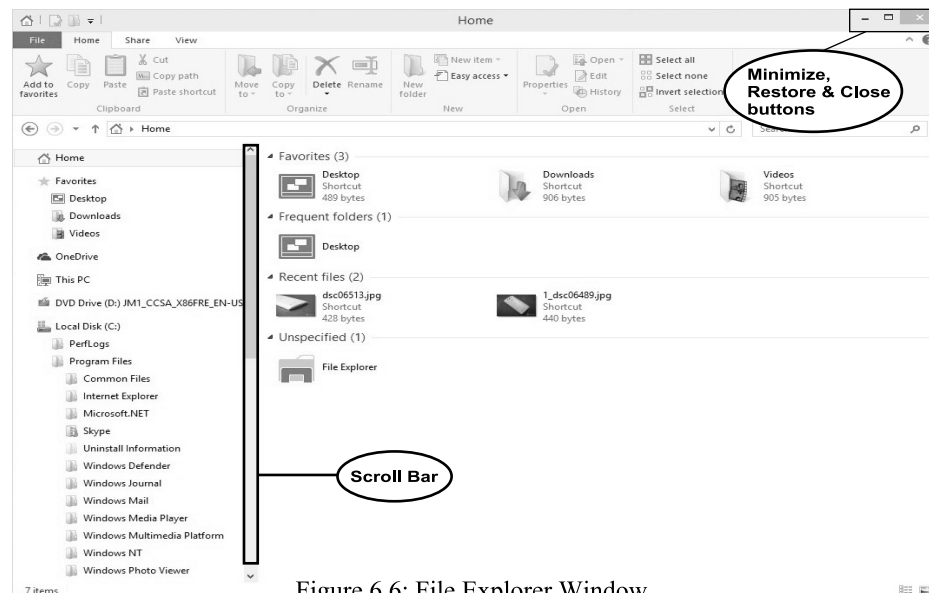 Home
File Home Share View
Add to favorites
Copy
Paste
Cut
Copy path
Paste shortcut
Clipboard
Move to
Copy to
Delete
Rename
Organize
New folder
New item
Easy access
New
Properties
Open
Edit
History
Open
Select all
Select none
Invert selection
Select
Minimize,
Restore & Close
buttons
Home
Home
Favorites
Desktop
Downloads
Videos
OneDrive
This PC
DVD Drive (D:) JM1_CCSA_X86FRE_EN-US
Local Disk (C:)
PerfLogs
Program Files
Common Files
Internet Explorer
Microsoft.NET
Skype
Uninstall Information
Windows Defender
Windows Journal
Windows Mail
Windows Media Player
Windows Multimedia Platform
Windows NT
Windows Photo Viewer
7 items
Favorites (3)
Desktop
Shortcut
489 bytes
Downloads
Shortcut
906 bytes
Videos
Shortcut
905 bytes
Frequent folders (1)
Desktop
Recent files (2)
dsc06513.jpg
Shortcut
428 bytes
1_dsc06489.jpg
Shortcut
440 bytes
Unspecified (1)
File Explorer
Scroll Bar
Figure 6.6: File Explorer Window